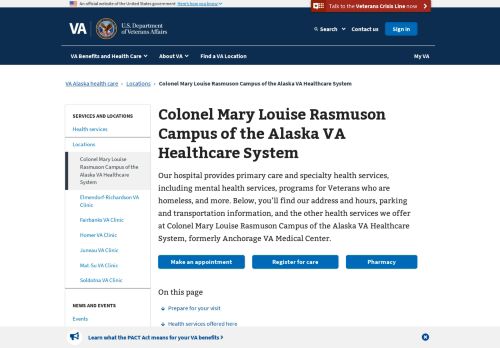 An official website of the United States government Here's how you know
Talk to the Veterans Crisis Line now
VA
U.S. Department
of Veterans Affairs
Search
Contact us
Sign in
VA Benefits and Health Care
About VA
Find a VA Location
My VA
VA Alaska health care
Locations
Colonel Mary Louise Rasmuson Campus of the Alaska VA Healthcare System
SERVICES AND LOCATIONS
Health services
Locations
Colonel Mary Louise
Rasmuson Campus of the
Alaska VA Healthcare
System
Elmendorf-Richardson VA
Clinic
Fairbanks VA Clinic
Homer VA Clinic
Juneau VA Clinic
Mat-Su VA Clinic
Soldotna VA Clinic
NEWS AND EVENTS
Events
Colonel Mary Louise Rasmuson
Campus of the Alaska VA
Healthcare System
Our hospital provides primary care and specialty health services,
including mental health services, programs for Veterans who are
homeless, and more. Below, you'll find our address and hours,
parking and transportation information, and the other health services we offer
at Colonel Mary Louise Rasmuson Campus of the Alaska VA Healthcare
System, formerly Anchorage VA Medical Center.
Make an appointment
Register for care
Pharmacy
On this page
Prepare for your visit
Health services offered here
Learn what the PACT Act means for your VA benefits